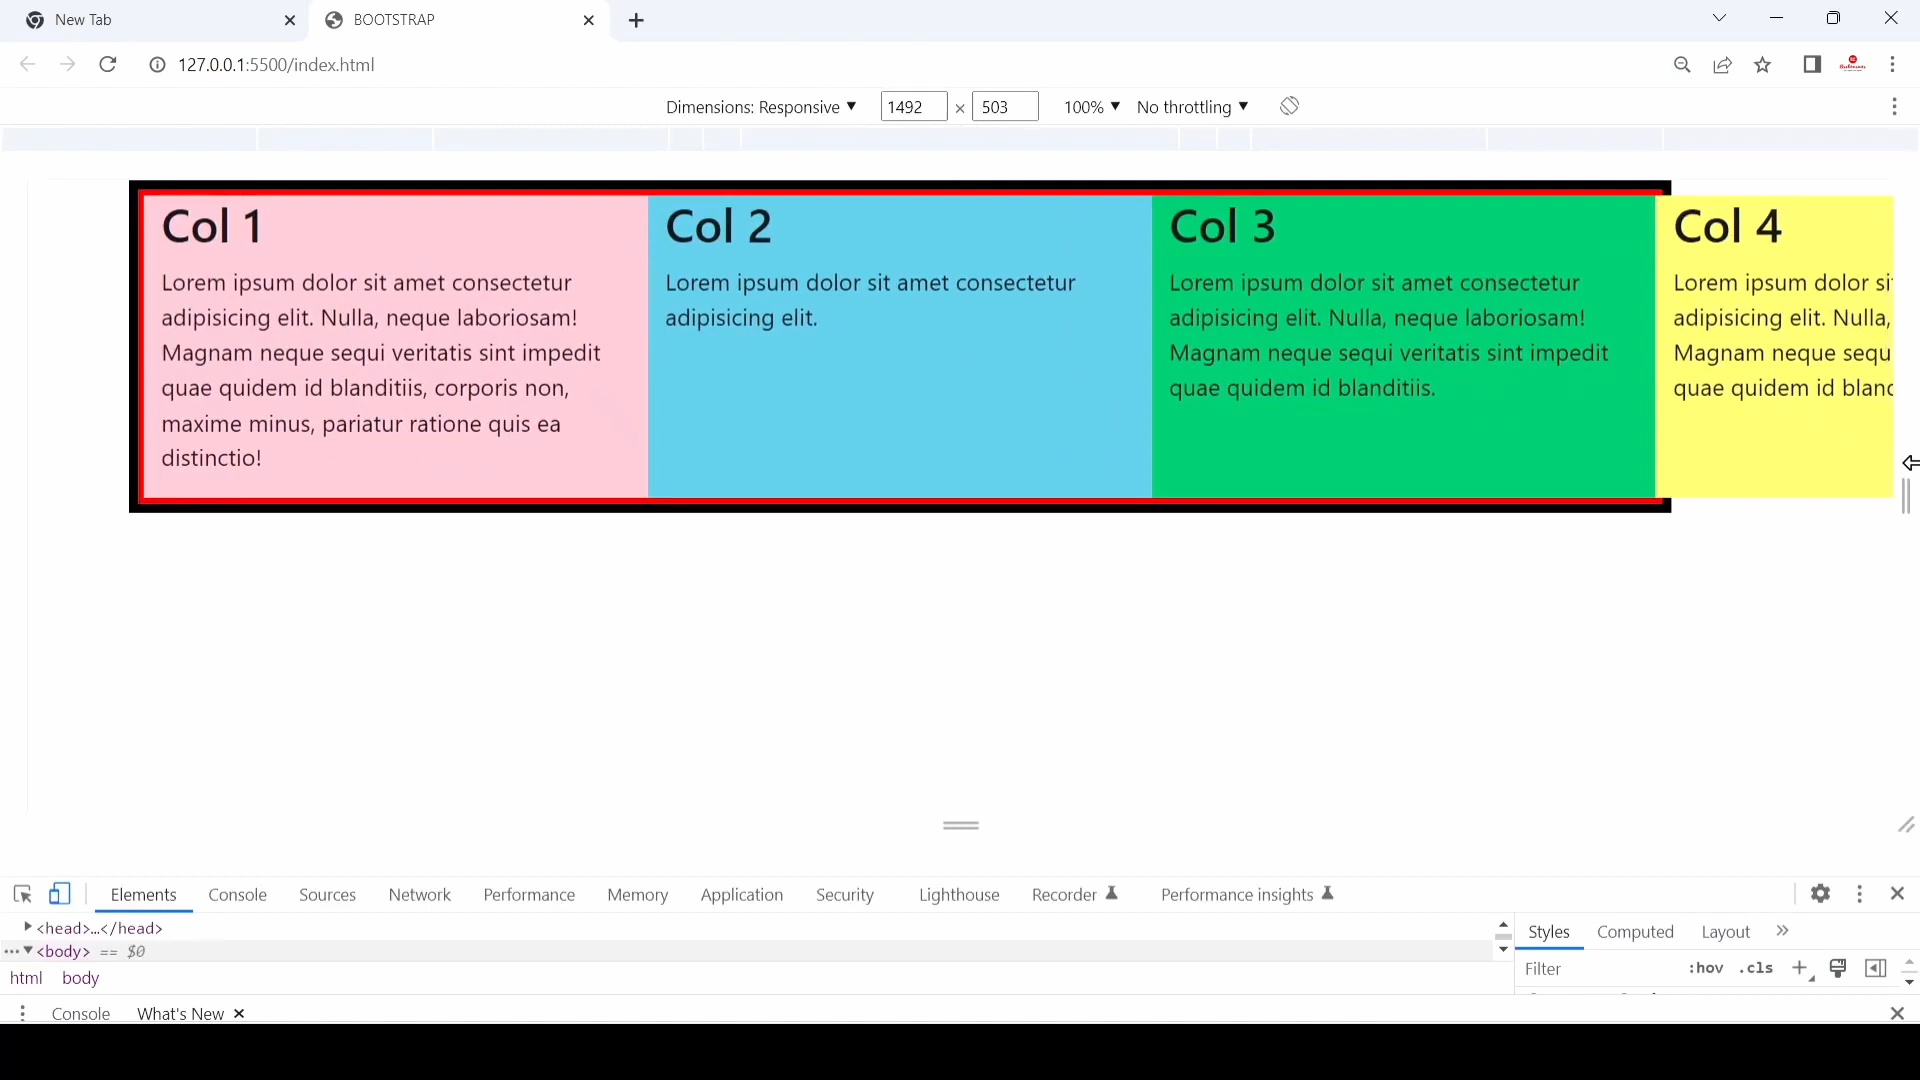 New Tab
BOOTSTRAP
127.0.0.1:5500/index.html
Dimensions: Responsive 1492 × 503 100% No throttling
Col 1
Lorem ipsum dolor sit amet consectetur
adipisicing elit. Nulla, neque laboriosam!
Magnam neque sequi veritatis sint impedit
quae quidem id blanditiis, corporis non,
maxime minus, pariatur ratione quis ea
distinctio!
Col 2
Lorem ipsum dolor sit amet consectetur
adipisicing elit.
Col 3
Lorem ipsum dolor sit amet consectetur
adipisicing elit. Nulla, neque laboriosam!
Magnam neque sequi veritatis sint impedit
quae quidem id blanditiis.
Col 4
Lorem ipsum dolor si
adipisicing elit. Nulla,
Magnam neque sequ
quae quidem id bland
Elements Console Sources Network Performance Memory Application Security Lighthouse Recorder Performance insights
<head>…</head>
<body> == $0
html body
Styles Computed Layout
Filter :hov .cls
Console What's New